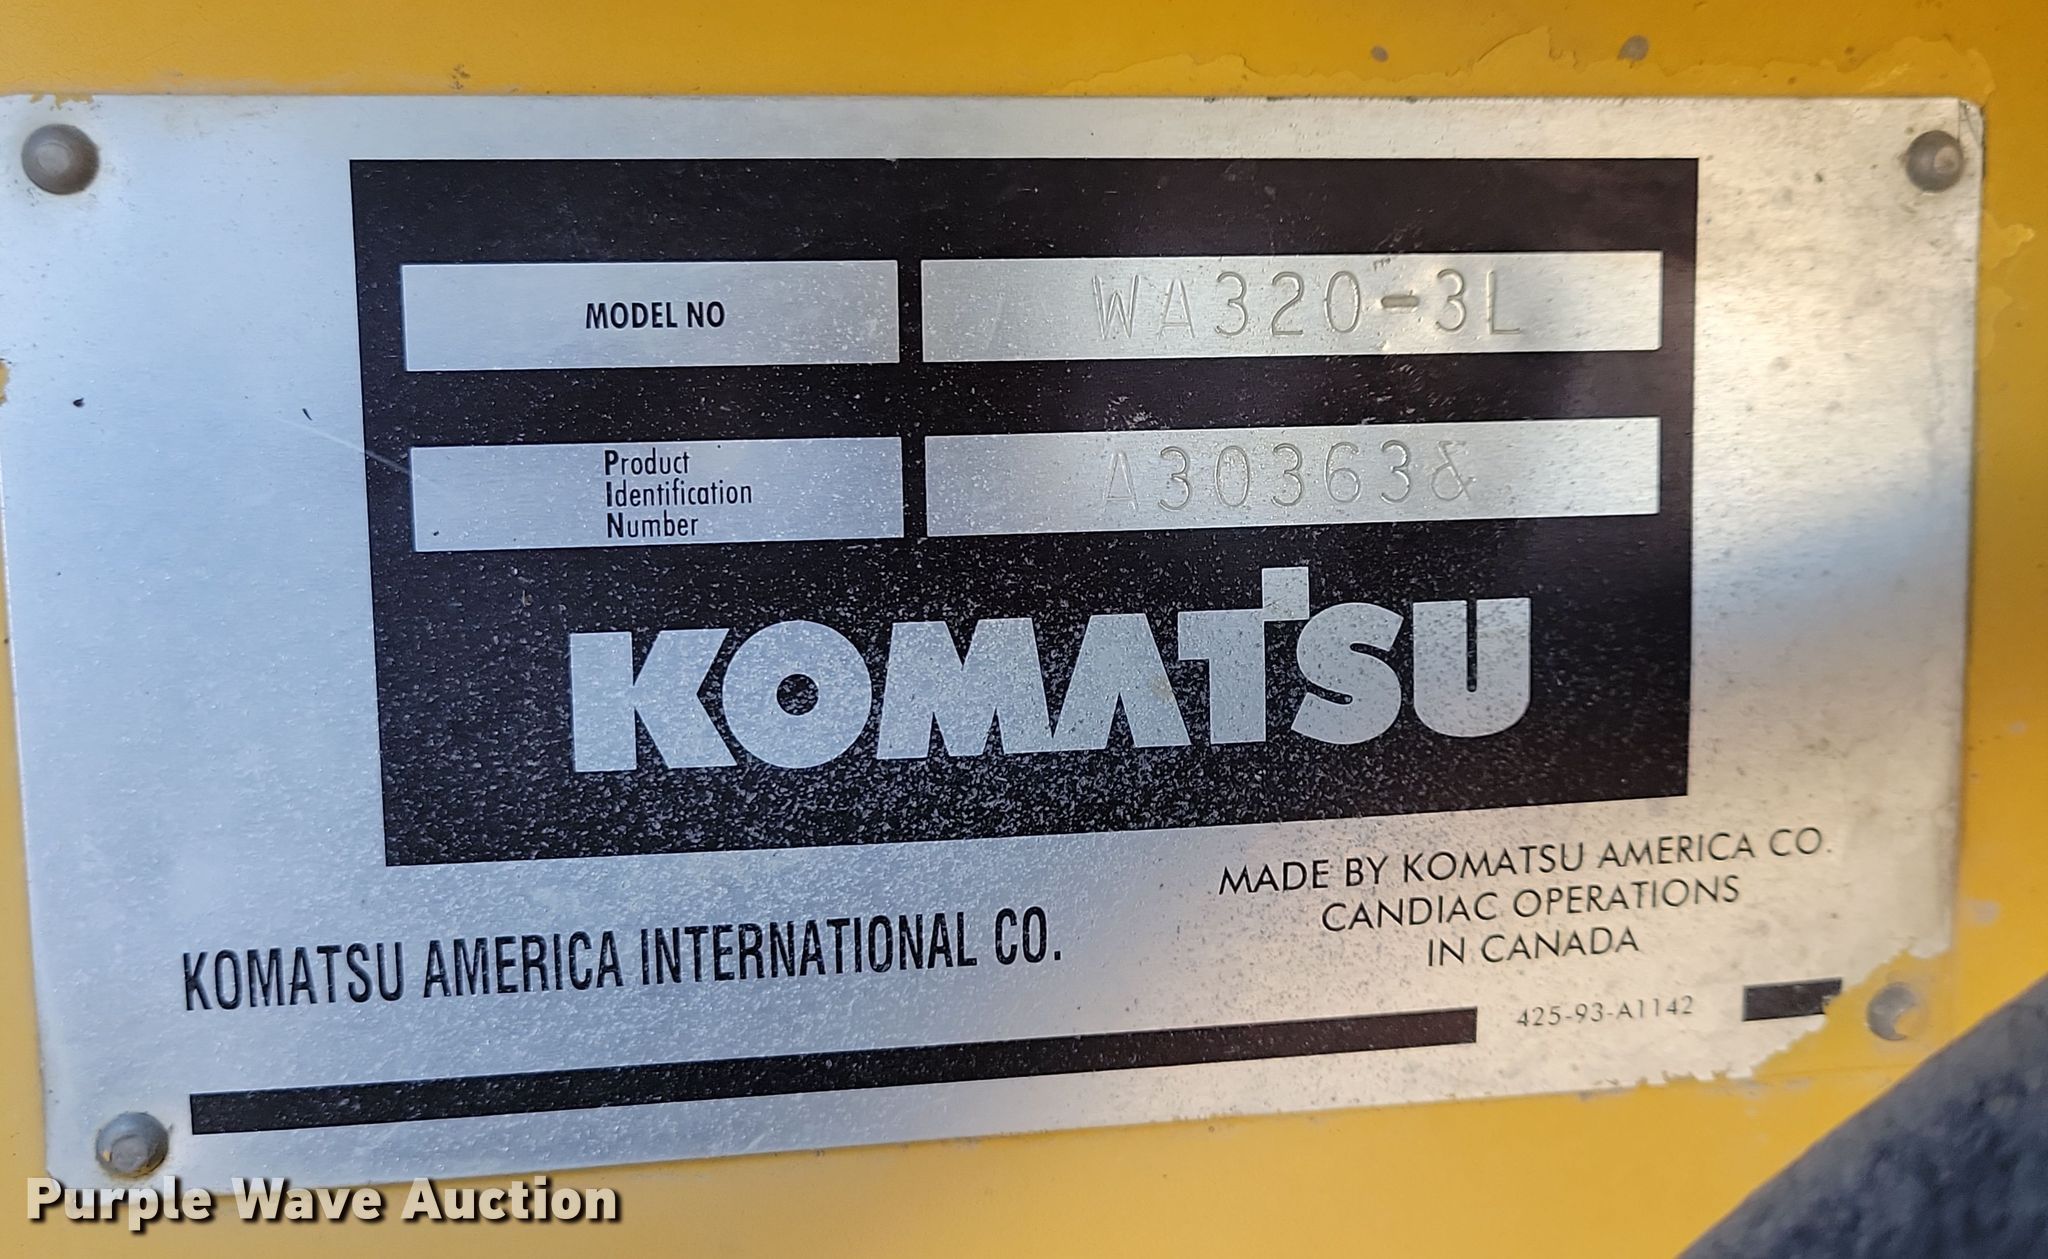 MODEL NO
WA320-3L
Product
Identification
Number
A30363&
KOMATSU
MADE BY KOMATSU AMERICA CO.
CANDIAC OPERATIONS
IN CANADA
KOMATSU AMERICA INTERNATIONAL CO.
425-93-A1142
Purple Wave Auction